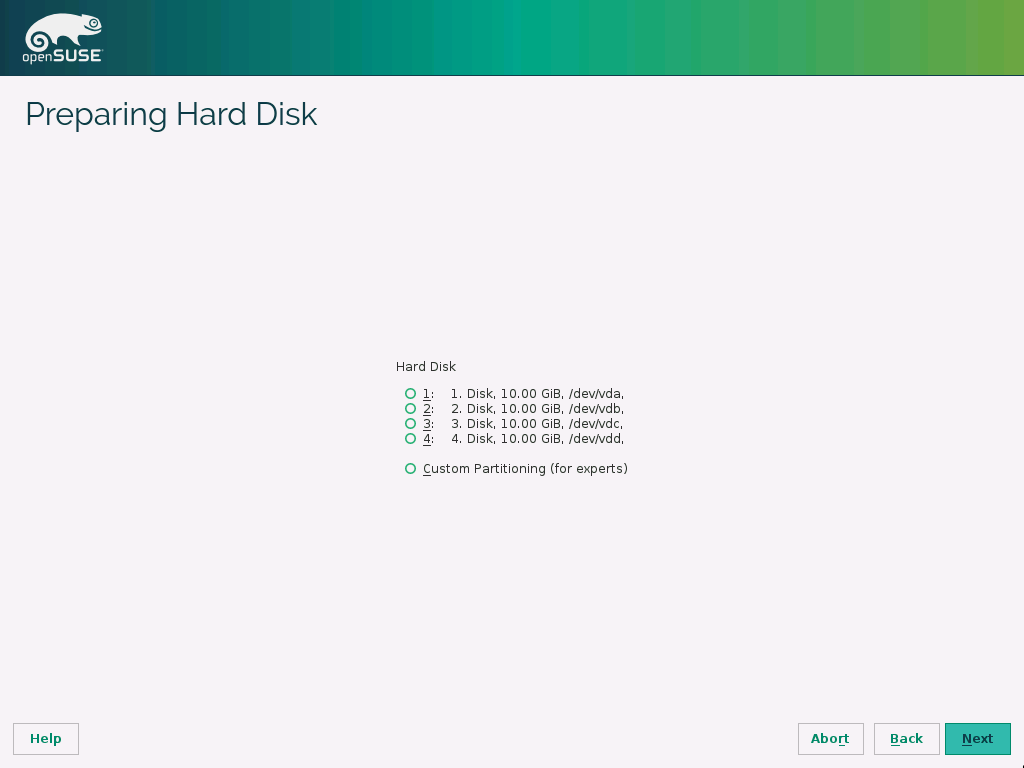 openSUSE
Preparing Hard Disk
Hard Disk
1: 1. Disk, 10.00 GiB, /dev/vda,
2: 2. Disk, 10.00 GiB, /dev/vdb,
3: 3. Disk, 10.00 GiB, /dev/vdc,
4: 4. Disk, 10.00 GiB, /dev/vdd,
Custom Partitioning (for experts)
Help
Abort
Back
Next